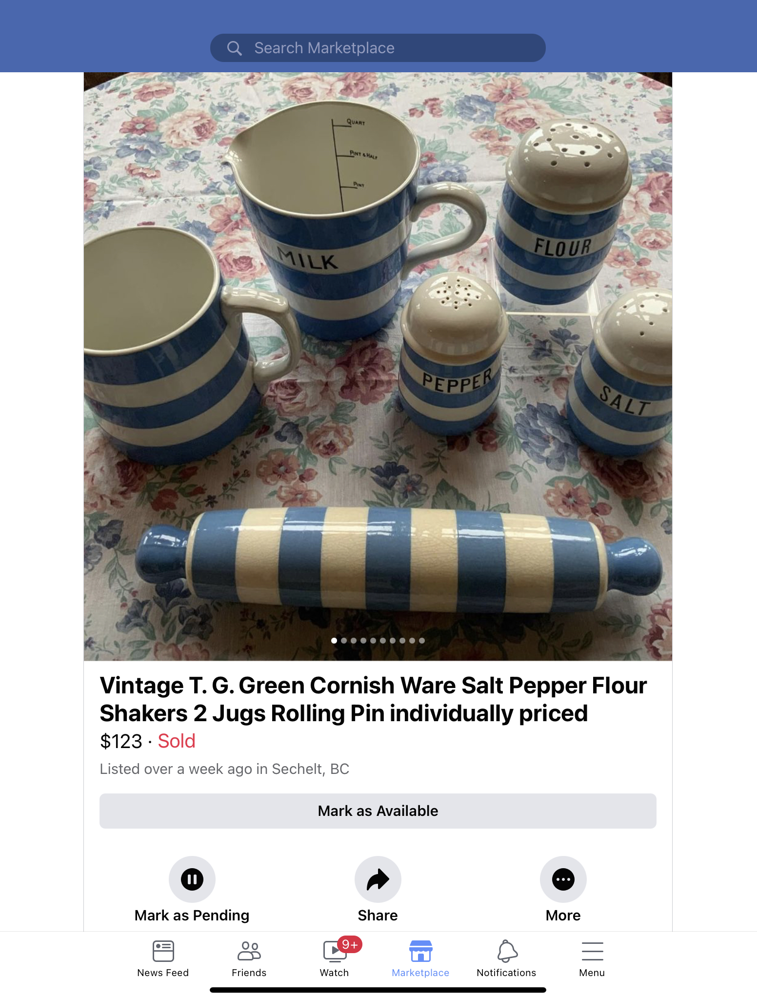 Search Marketplace
QUART
PINT & HALF
PINT
MILK
FLOUR
PEPPER
SALT
Vintage T. G. Green Cornish Ware Salt Pepper Flour
Shakers 2 Jugs Rolling Pin individually priced
$123 · Sold
Listed over a week ago in Sechelt, BC
Mark as Available
Mark as Pending
Share
More
9+
News Feed
Friends
Watch
Marketplace
Notifications
Menu